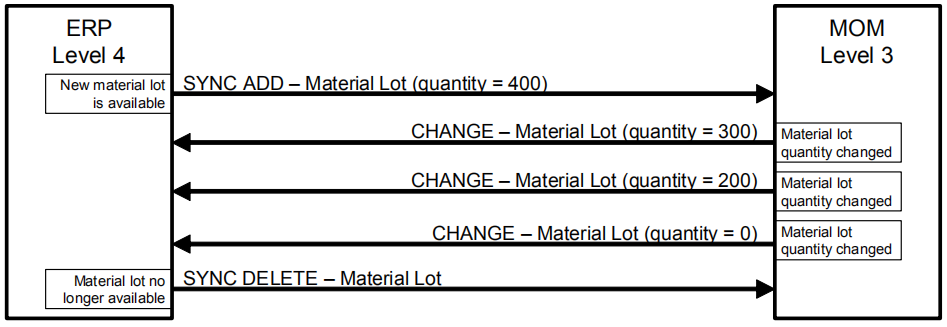 ERP
Level 4
MOM
Level 3
New material lot
is available
SYNC ADD – Material Lot (quantity = 400)
CHANGE – Material Lot (quantity = 300)
Material lot
quantity changed
CHANGE – Material Lot (quantity = 200)
Material lot
quantity changed
CHANGE – Material Lot (quantity = 0)
Material lot
quantity changed
Material lot no
longer available
SYNC DELETE – Material Lot